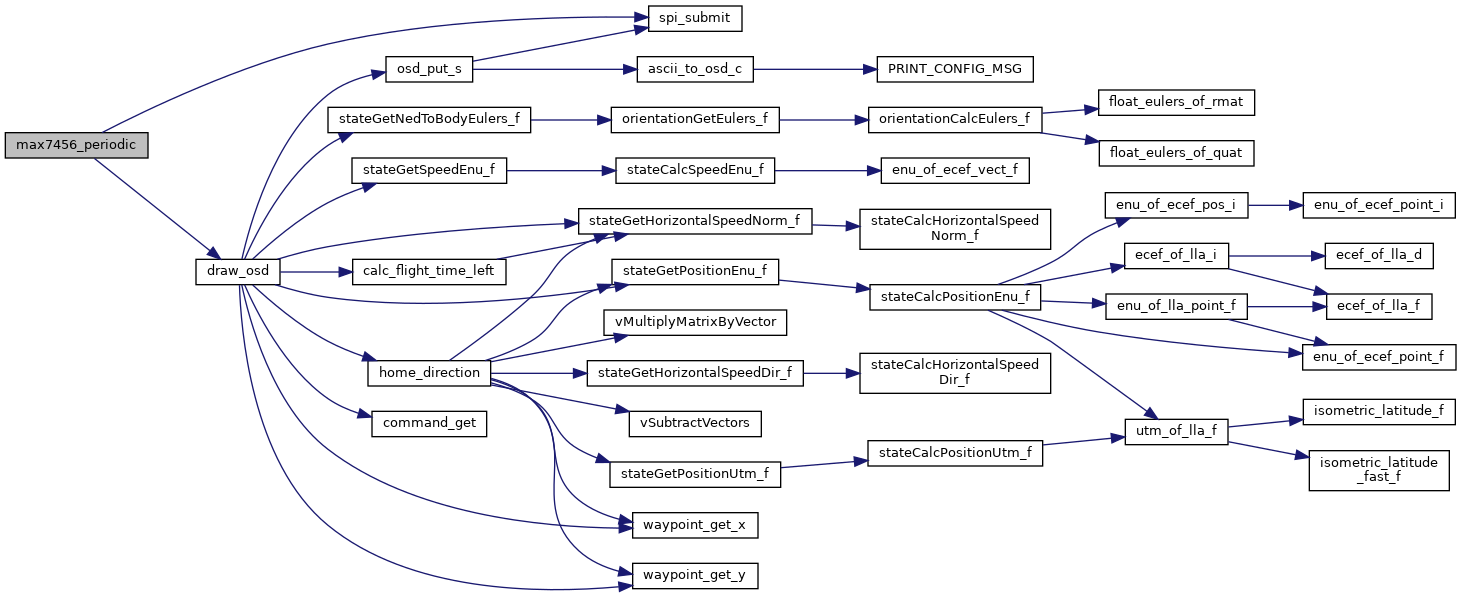 max7456_periodic
draw_osd
spi_submit
osd_put_s
ascii_to_osd_c
PRINT_CONFIG_MSG
stateGetNedToBodyEulers_f
orientationGetEulers_f
orientationCalcEulers_f
float_eulers_of_rmat
float_eulers_of_quat
stateGetSpeedEnu_f
stateCalcSpeedEnu_f
enu_of_ecef_vect_f
stateGetHorizontalSpeedNorm_f
stateCalcHorizontalSpeed
Norm_f
calc_flight_time_left
stateGetPositionEnu_f
stateCalcPositionEnu_f
enu_of_ecef_pos_i
enu_of_ecef_point_i
ecef_of_lla_i
ecef_of_lla_d
enu_of_lla_point_f
ecef_of_lla_f
enu_of_ecef_point_f
vMultiplyMatrixByVector
home_direction
stateGetHorizontalSpeedDir_f
stateCalcHorizontalSpeed
Dir_f
command_get
vSubtractVectors
stateGetPositionUtm_f
stateCalcPositionUtm_f
utm_of_lla_f
isometric_latitude_f
isometric_latitude
_fast_f
waypoint_get_x
waypoint_get_y